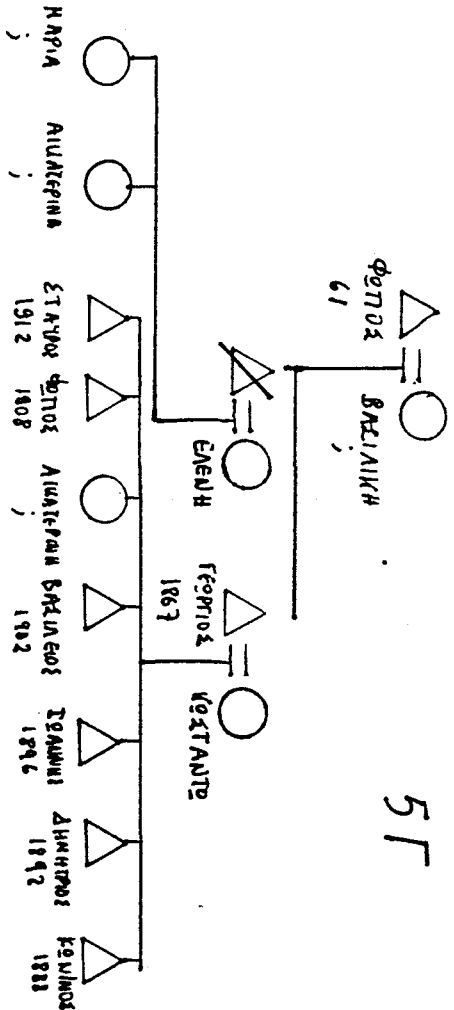 5Γ
ΦΩΤΙΟΣ
61
ΒΑΣΙΛΙΚΗ
;
ΕΛΕΝΗ
ΓΕΩΡΓΙΟΣ
1867
ΚΩΣΤΑΝΤΩ
ΜΑΡΙΑ
;
ΑΙΚΑΤΕΡΙΝΑ
;
ΣΤΑΥΡΟΣ
1912
ΦΩΤΙΟΣ
1908
ΑΙΚΑΤΕΡΙΝΗ
;
ΒΑΣΙΛΕΙΟΣ
1902
ΙΩΑΝΝΗΣ
1896
ΔΗΜΗΤΡΙΟΣ
1892
ΚΩΝ/ΝΟΣ
1888